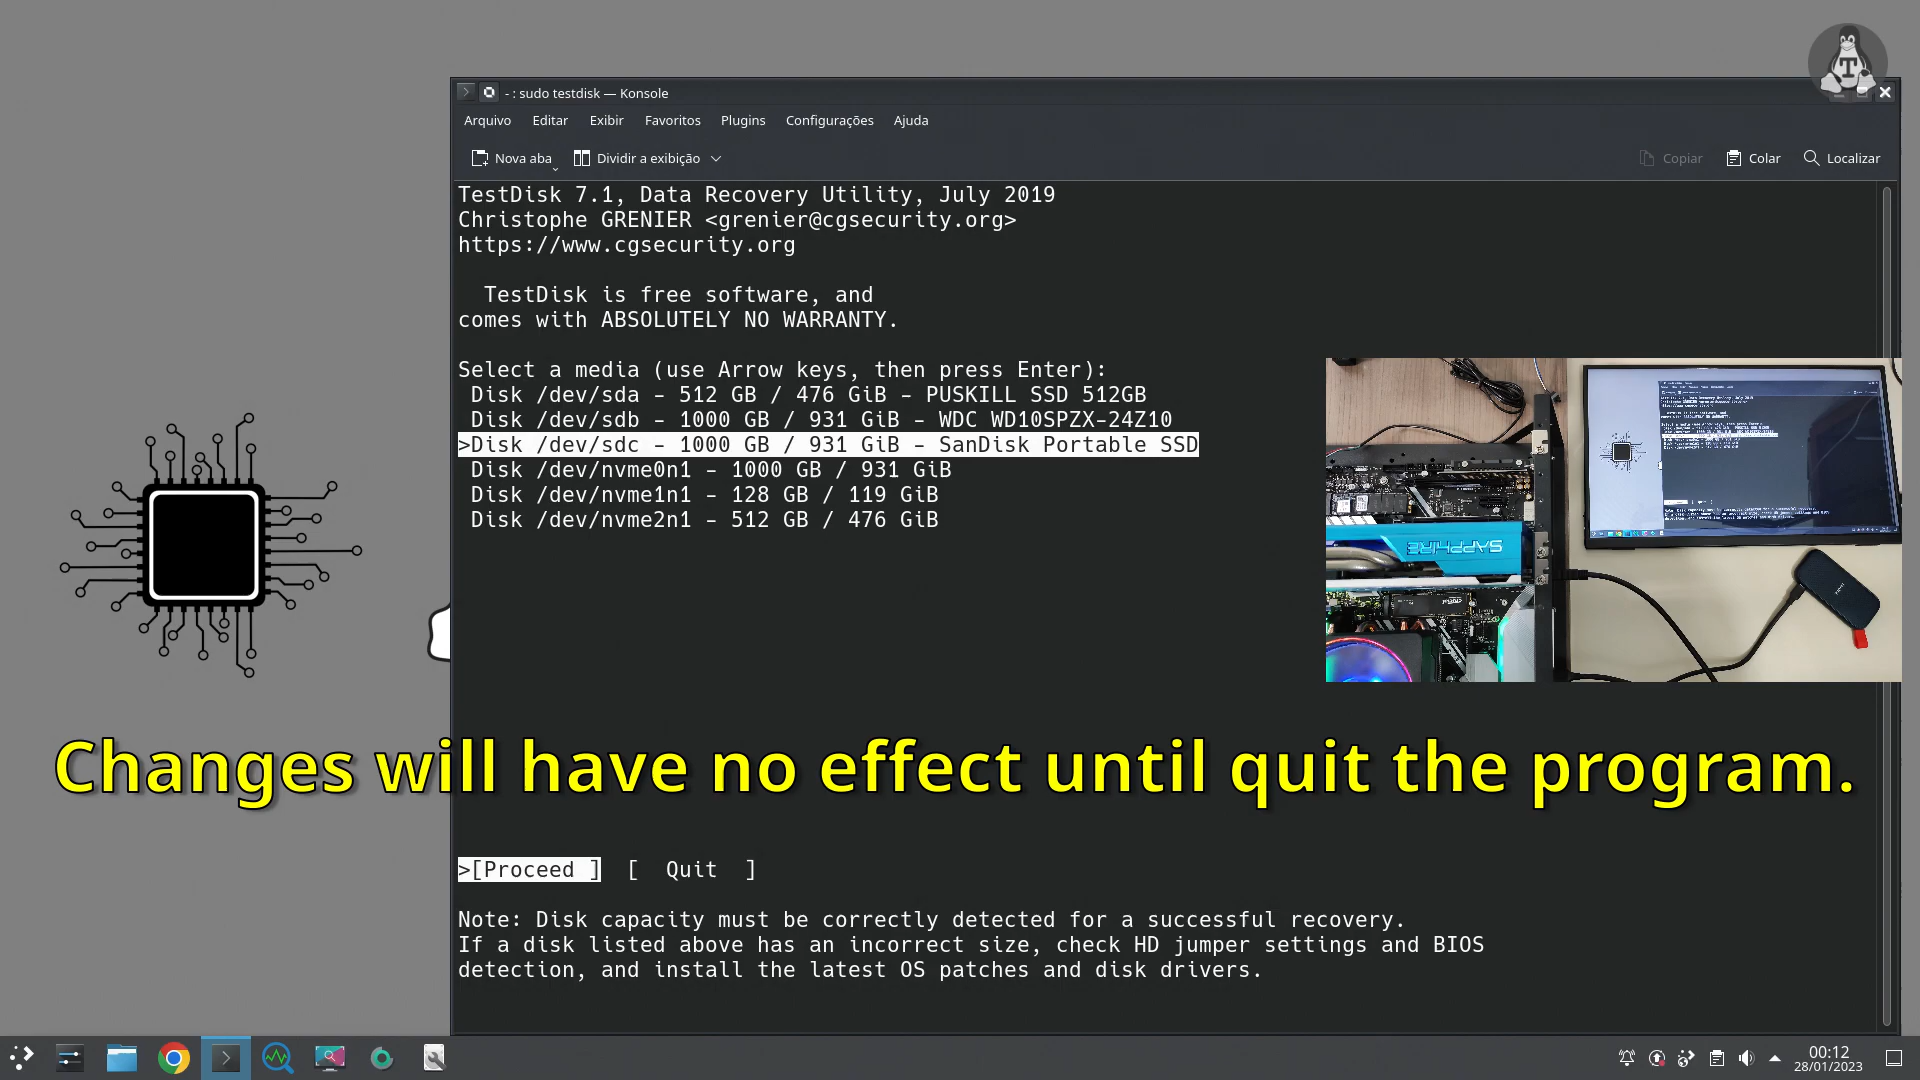 - : sudo testdisk — Konsole
Arquivo Editar Exibir Favoritos Plugins Configurações Ajuda
Nova aba Dividir a exibição Copiar Colar Localizar
TestDisk 7.1, Data Recovery Utility, July 2019
Christophe GRENIER <grenier@cgsecurity.org>
https://www.cgsecurity.org
TestDisk is free software, and
comes with ABSOLUTELY NO WARRANTY.
Select a media (use Arrow keys, then press Enter):
Disk /dev/sda - 512 GB / 476 GiB - PUSKILL SSD 512GB
Disk /dev/sdb - 1000 GB / 931 GiB - WDC WD10SPZX-24Z10
>Disk /dev/sdc - 1000 GB / 931 GiB - SanDisk Portable SSD
Disk /dev/nvme0n1 - 1000 GB / 931 GiB
Disk /dev/nvme1n1 - 128 GB / 119 GiB
Disk /dev/nvme2n1 - 512 GB / 476 GiB
SAPPHIRE
Changes will have no effect until quit the program.
>[Proceed ] [ Quit ]
Note: Disk capacity must be correctly detected for a successful recovery.
If a disk listed above has an incorrect size, check HD jumper settings and BIOS
detection, and install the latest OS patches and disk drivers.
00:12
28/01/2023